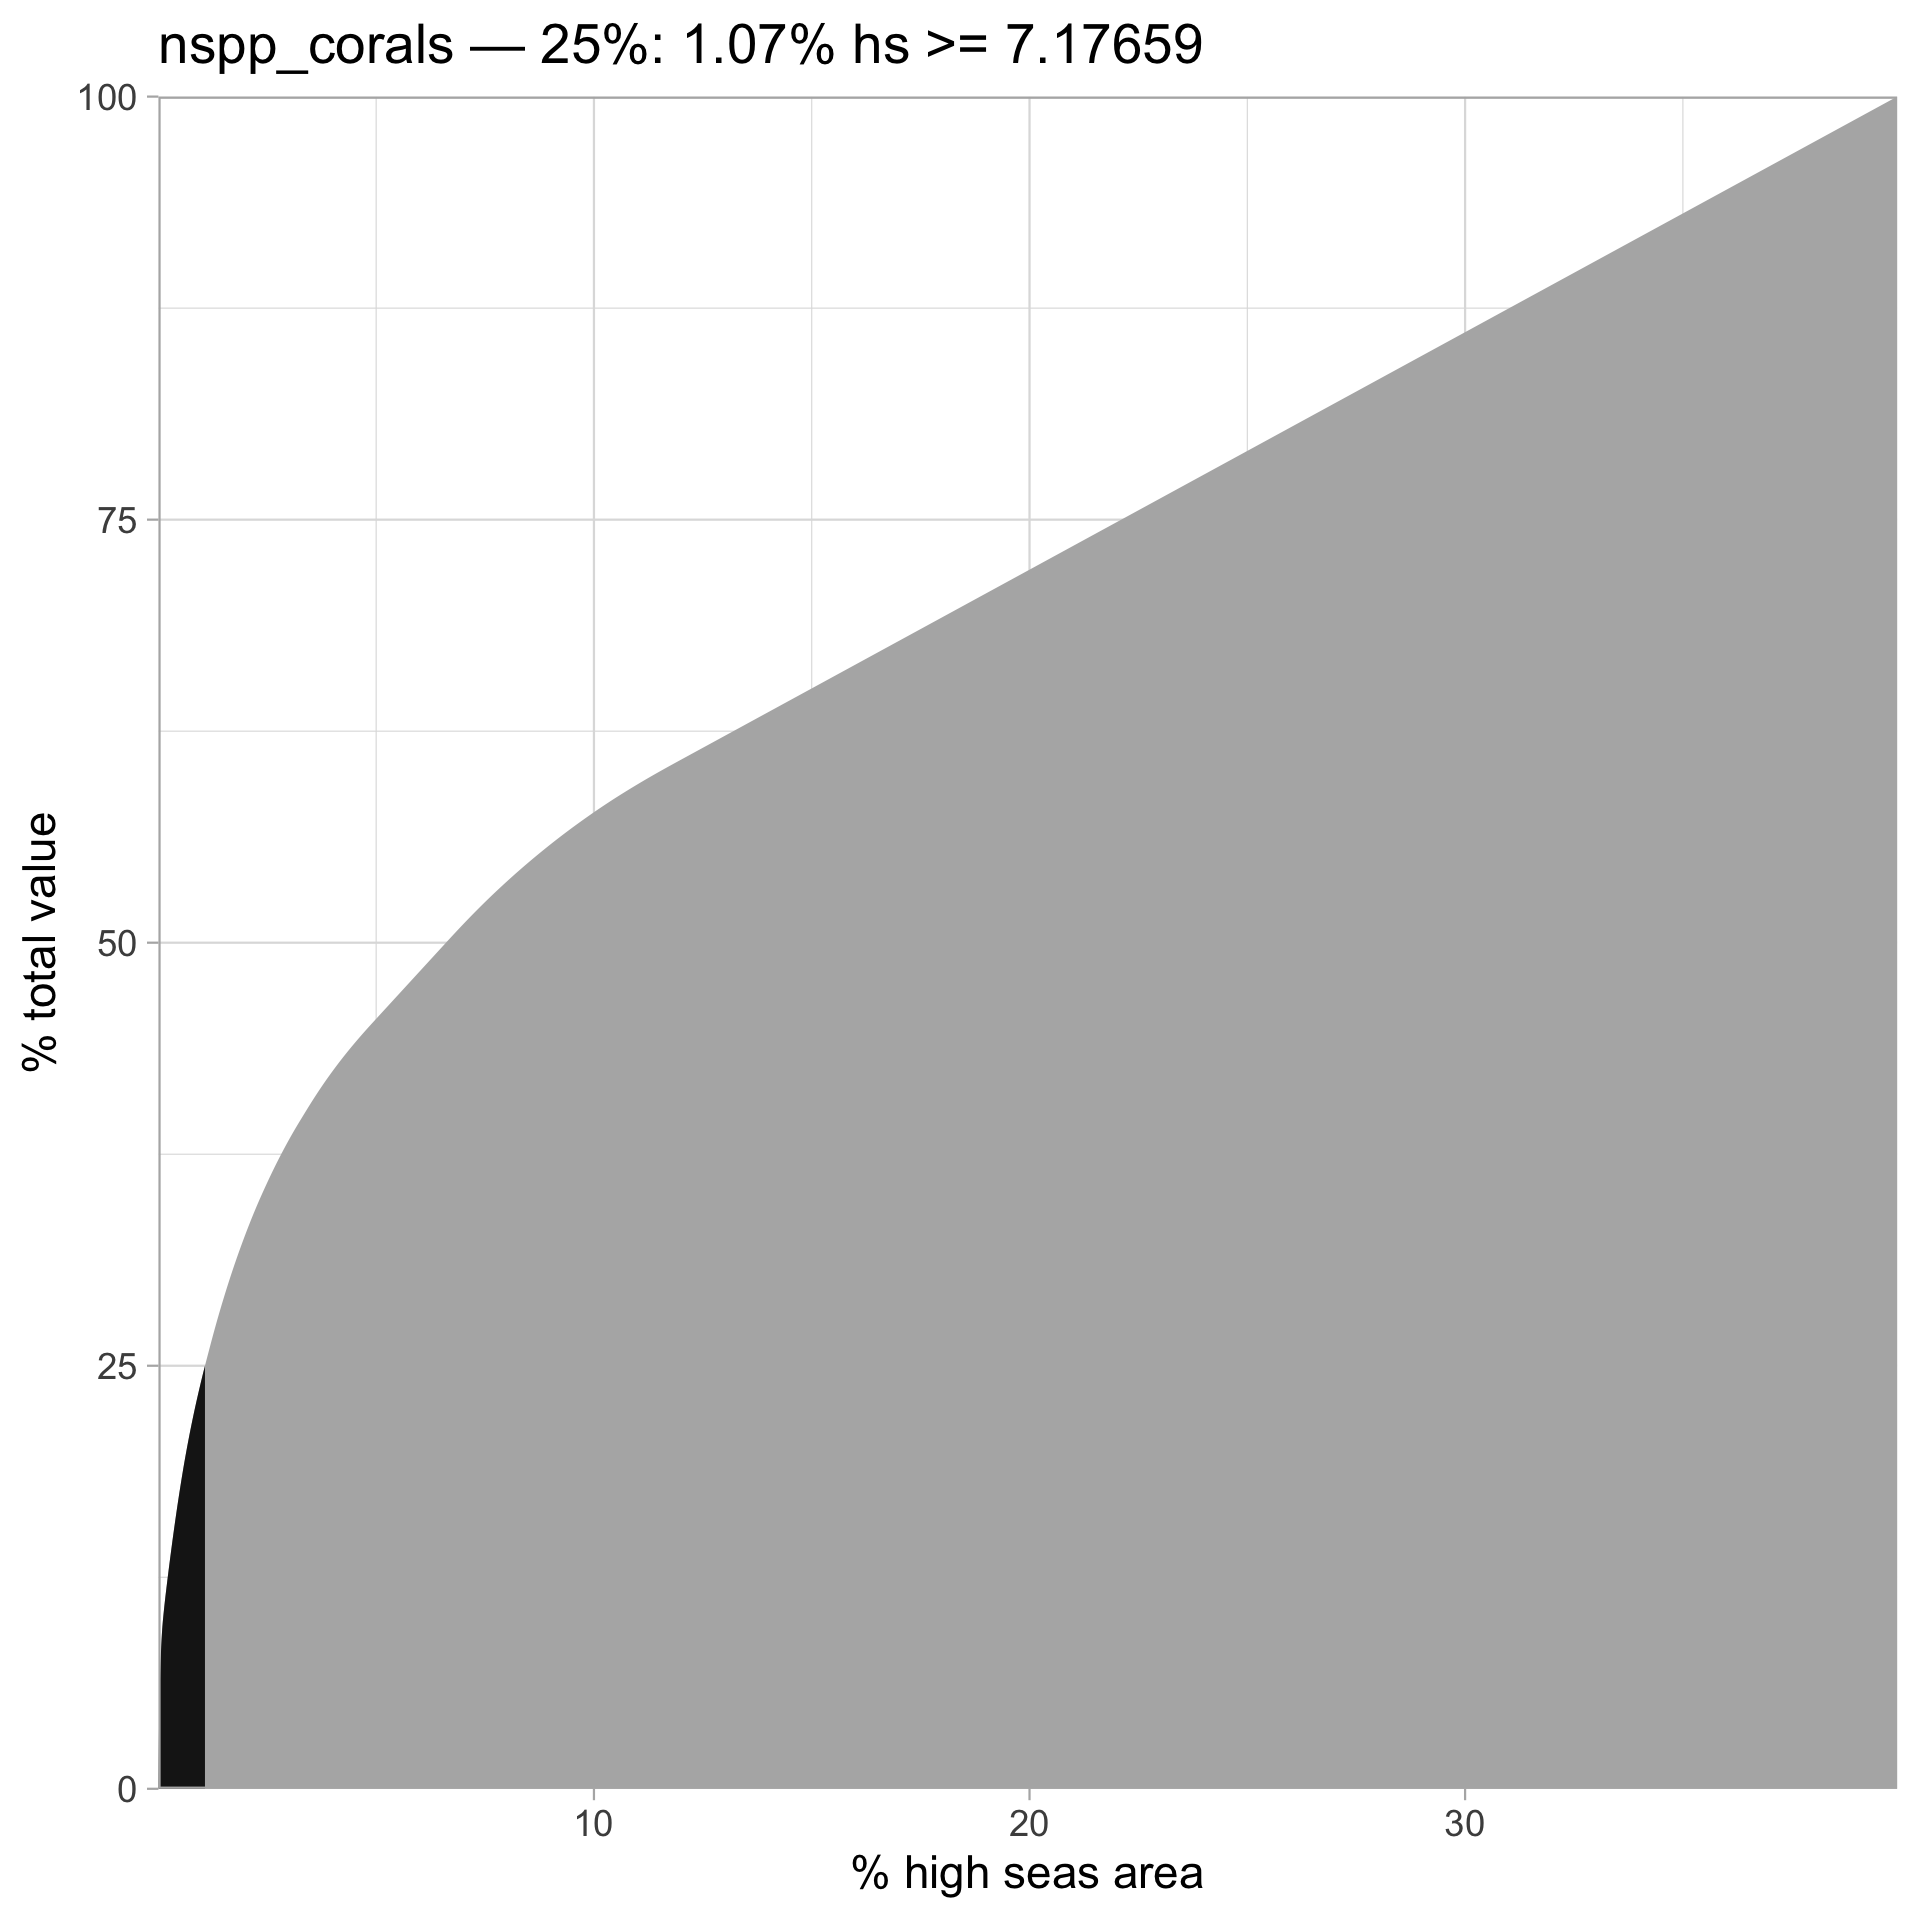 nspp_corals — 25%: 1.07% hs >= 7.17659
100
75
50
25
0
% total value
10 20 30
% high seas area